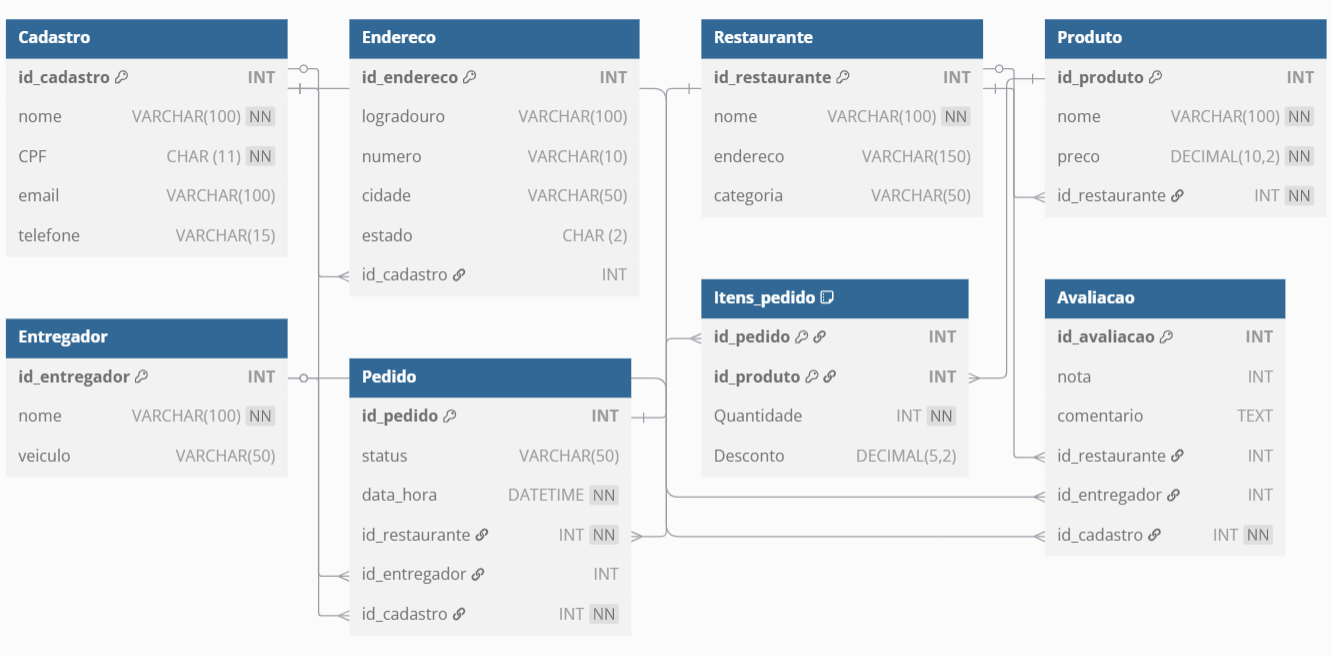 Cadastro
id_cadastro INT
nome VARCHAR(100) NN
CPF CHAR (11) NN
email VARCHAR(100)
telefone VARCHAR(15)
Endereco
id_endereco INT
logradouro VARCHAR(100)
numero VARCHAR(10)
cidade VARCHAR(50)
estado CHAR (2)
id_cadastro INT
Restaurante
id_restaurante INT
nome VARCHAR(100) NN
endereco VARCHAR(150)
categoria VARCHAR(50)
Produto
id_produto INT
nome VARCHAR(100) NN
preco DECIMAL(10,2) NN
id_restaurante INT NN
Entregador
id_entregador INT
nome VARCHAR(100) NN
veiculo VARCHAR(50)
Pedido
id_pedido INT
status VARCHAR(50)
data_hora DATETIME NN
id_restaurante INT NN
id_entregador INT
id_cadastro INT NN
Itens_pedido
id_pedido INT
id_produto INT
Quantidade INT NN
Desconto DECIMAL(5,2)
Avaliacao
id_avaliacao INT
nota INT
comentario TEXT
id_restaurante INT
id_entregador INT
id_cadastro INT NN